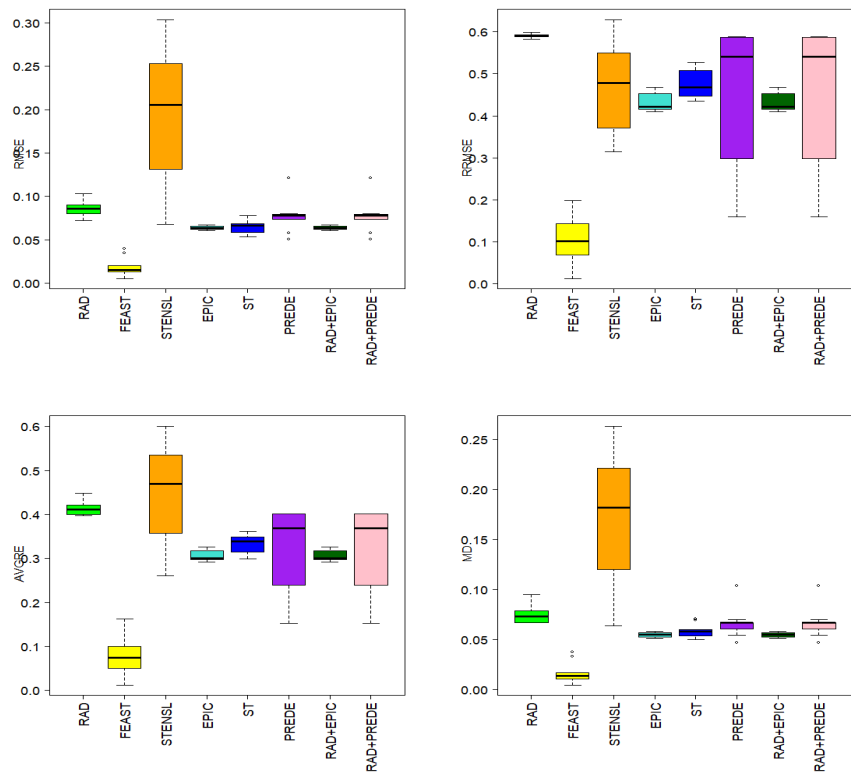 0.30
0.25
0.20
0.15
0.10
0.05
0.00
RMSE
RAD
FEAST
STENSL
EPIC
ST
PREDE
RAD+EPIC
RAD+PREDE
0.6
0.5
0.4
0.3
0.2
0.1
0.0
RRMSE
RAD
FEAST
STENSL
EPIC
ST
PREDE
RAD+EPIC
RAD+PREDE
0.6
0.5
0.4
0.3
0.2
0.1
0.0
AVGRE
RAD
FEAST
STENSL
EPIC
ST
PREDE
RAD+EPIC
RAD+PREDE
0.25
0.20
0.15
0.10
0.05
0.00
MD
RAD
FEAST
STENSL
EPIC
ST
PREDE
RAD+EPIC
RAD+PREDE